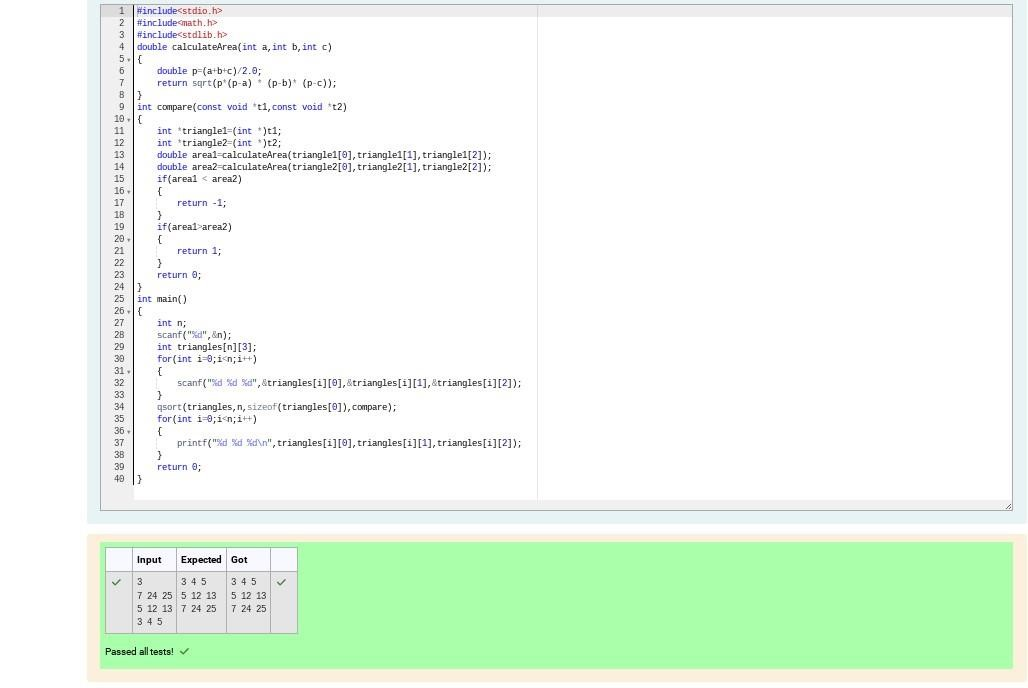 1 #include<stdio.h>
2 #include<math.h>
3 #include<stdlib.h>
4 double calculateArea(int a,int b,int c)
5 {
6     double p=(a+b+c)/2.0;
7     return sqrt(p*(p-a) * (p-b)* (p-c));
8 }
9 int compare(const void *t1,const void *t2)
10 {
11     int *triangle1=(int *)t1;
12     int *triangle2=(int *)t2;
13     double area1=calculateArea(triangle1[0],triangle1[1],triangle1[2]);
14     double area2=calculateArea(triangle2[0],triangle2[1],triangle2[2]);
15     if(area1 < area2)
16     {
17         return -1;
18     }
19     if(area1>area2)
20     {
21         return 1;
22     }
23     return 0;
24 }
25 int main()
26 {
27     int n;
28     scanf("%d",&n);
29     int triangles[n][3];
30     for(int i=0;i<n;i++)
31     {
32         scanf("%d %d %d",&triangles[i][0],&triangles[i][1],&triangles[i][2]);
33     }
34     qsort(triangles,n,sizeof(triangles[0]),compare);
35     for(int i=0;i<n;i++)
36     {
37         printf("%d %d %d\n",triangles[i][0],triangles[i][1],triangles[i][2]);
38     }
39     return 0;
40 }
Input Expected Got
3 3 4 5 3 4 5
7 24 25 5 12 13 5 12 13
5 12 13 7 24 25 7 24 25
3 4 5
Passed all tests!